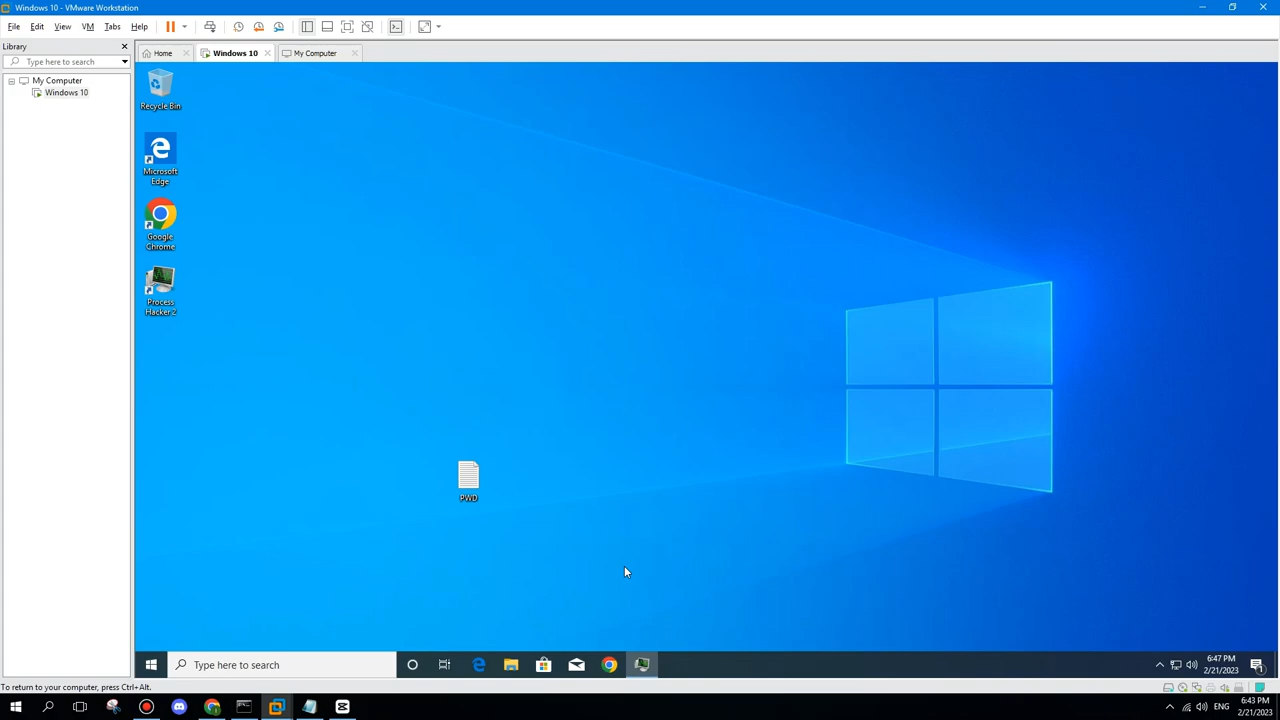 Windows 10 - VMware Workstation
File Edit View VM Tabs Help
Library
Type here to search
My Computer
Windows 10
Home
Windows 10
My Computer
Recycle Bin
Microsoft
Edge
Google
Chrome
Process
Hacker 2
PWD
Type here to search
6:47 PM
2/21/2023
To return to your computer, press Ctrl+Alt.
ENG
6:43 PM
2/21/2023